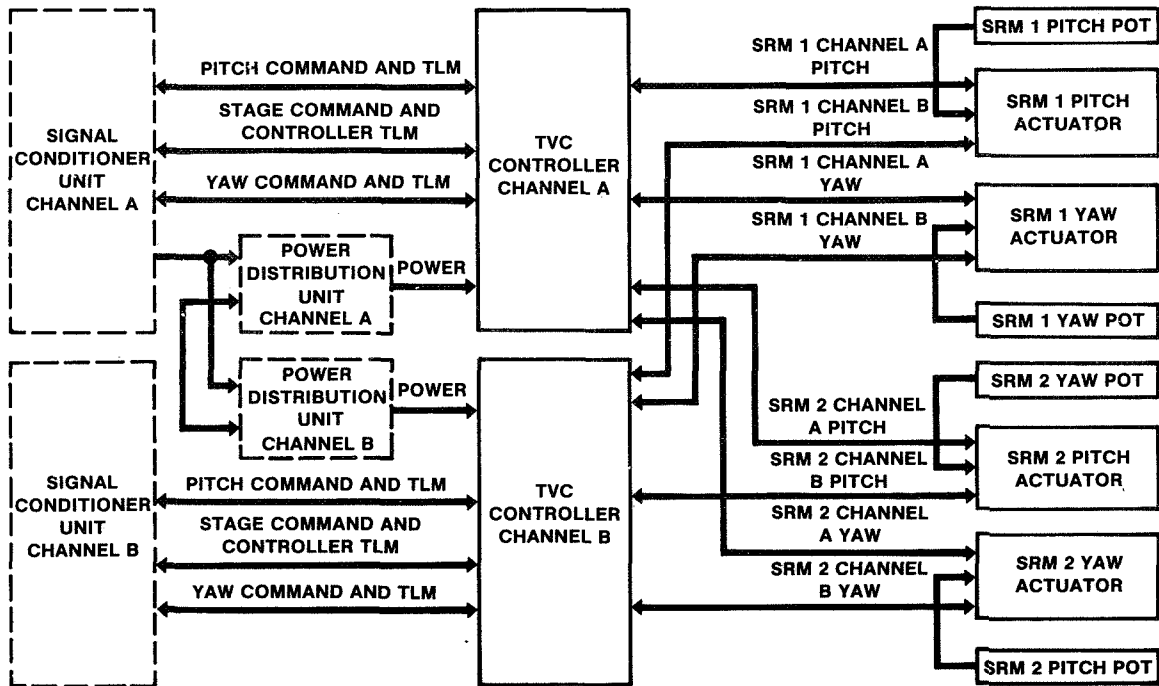 SIGNAL
CONDITIONER
UNIT
CHANNEL A
PITCH COMMAND AND TLM
STAGE COMMAND AND
CONTROLLER TLM
YAW COMMAND AND TLM
POWER
DISTRIBUTION
UNIT
CHANNEL A
POWER
TVC
CONTROLLER
CHANNEL A
SRM 1 CHANNEL A
PITCH
SRM 1 CHANNEL B
PITCH
SRM 1 CHANNEL A
YAW
SRM 1 CHANNEL B
YAW
SRM 1 PITCH POT
SRM 1 PITCH
ACTUATOR
SRM 1 YAW
ACTUATOR
SRM 1 YAW POT
SIGNAL
CONDITIONER
UNIT
CHANNEL B
POWER
DISTRIBUTION
UNIT
CHANNEL B
POWER
PITCH COMMAND AND TLM
STAGE COMMAND AND
CONTROLLER TLM
YAW COMMAND AND TLM
TVC
CONTROLLER
CHANNEL B
SRM 2 CHANNEL
A PITCH
SRM 2 CHANNEL
B PITCH
SRM 2 CHANNEL
A YAW
SRM 2 CHANNEL
B YAW
SRM 2 YAW POT
SRM 2 PITCH
ACTUATOR
SRM 2 YAW
ACTUATOR
SRM 2 PITCH POT